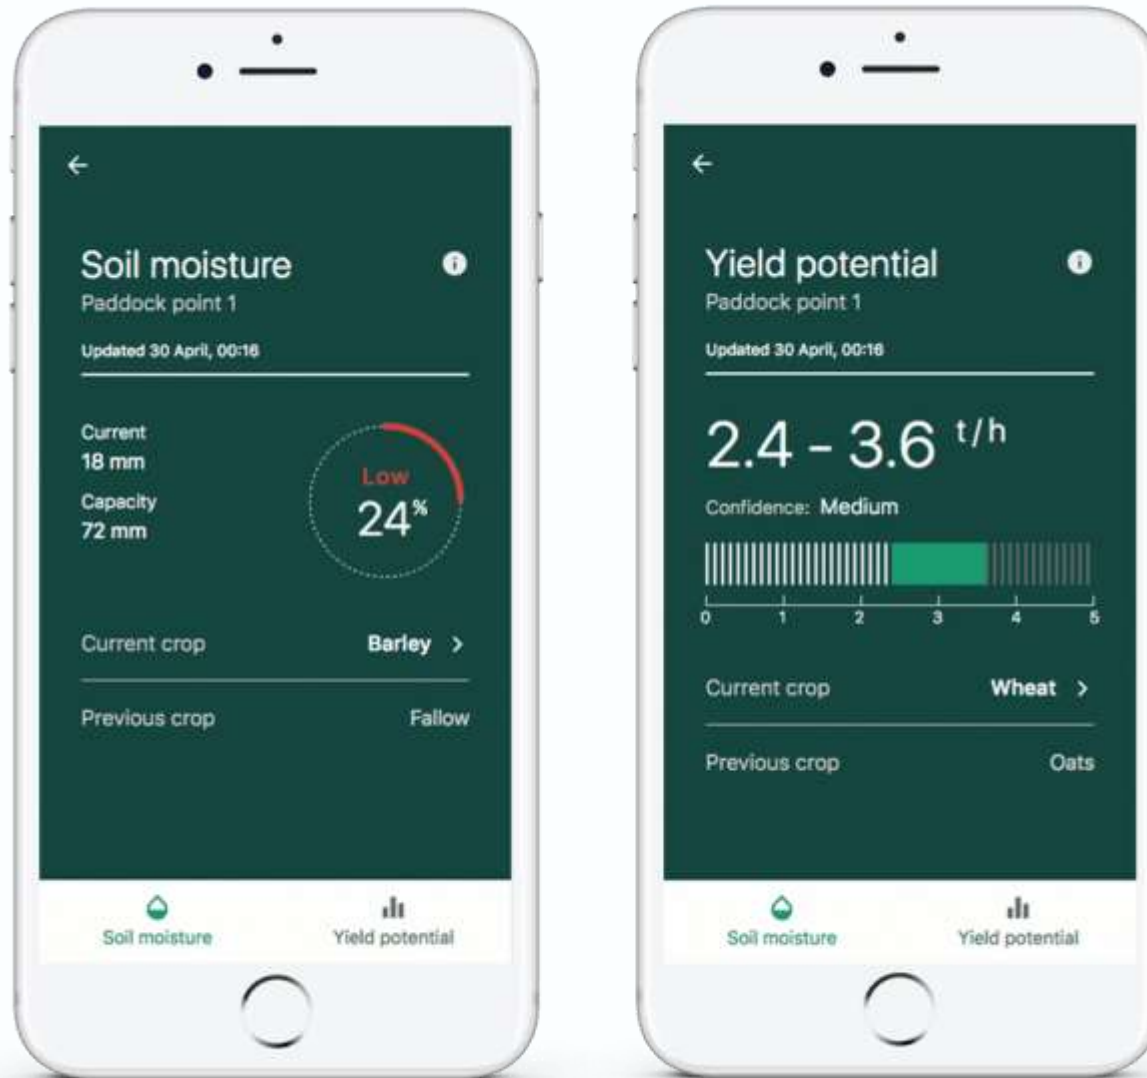 Soil moisture
Paddock point 1
Updated 30 April, 00:16
Current
18 mm
Capacity
72 mm
Low
24%
Current crop Barley
Previous crop Fallow
Soil moisture Yield potential
Yield potential
Paddock point 1
Updated 30 April, 00:16
2.4 – 3.6 t/h
Confidence: Medium
0 1 2 3 4 5
Current crop Wheat
Previous crop Oats
Soil moisture Yield potential